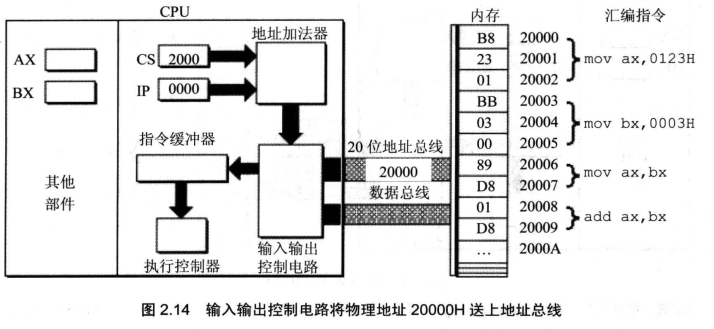 CPU
内存
汇编指令
地址加法器
AX
BX
CS 2000
IP 0000
指令缓冲器
20 位地址总线
20000
数据总线
其他
部件
执行控制器
输入输出
控制电路
B8 20000
23 20001
01 20002
mov ax,0123H
BB 20003
03 20004
00 20005
mov bx,0003H
89 20006
D8 20007
mov ax,bx
01 20008
D8 20009
add ax,bx
… 2000A
图 2.14 输入输出控制电路将物理地址 20000H 送上地址总线